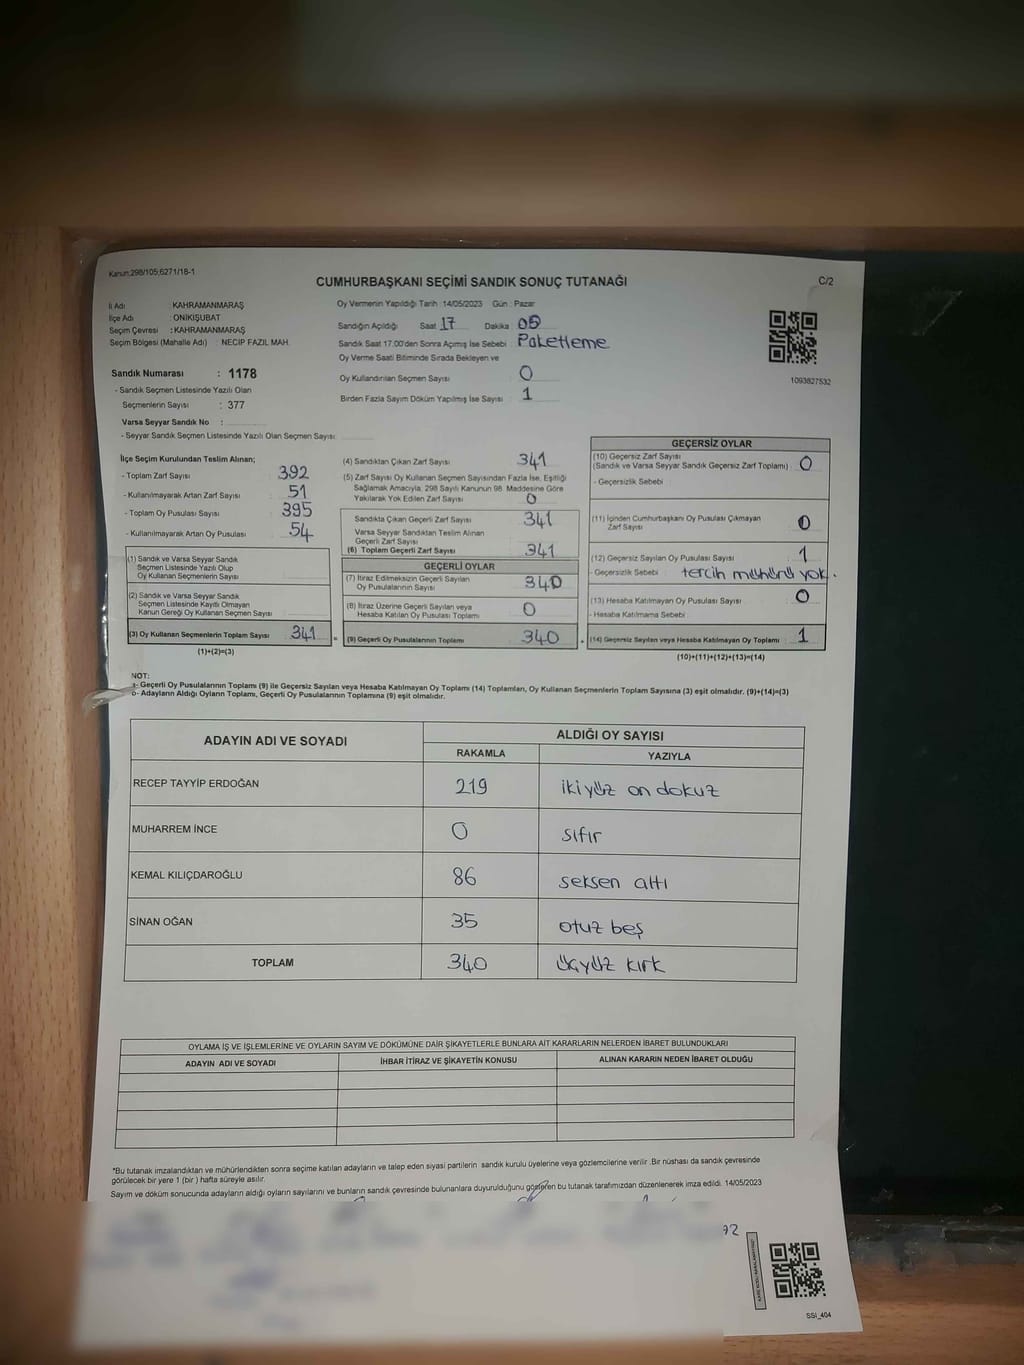 Kanun:298/105;6271/18-1
CUMHURBAŞKANI SEÇİMİ SANDIK SONUÇ TUTANAĞI
C/2
İl Adı : KAHRAMANMARAŞ
İlçe Adı : ONİKİŞUBAT
Seçim Çevresi : KAHRAMANMARAŞ
Seçim Bölgesi (Mahalle Adı) : NECİP FAZIL MAH.
Sandık Numarası : 1178
- Sandık Seçmen Listesinde Yazılı Olan
Seçmenlerin Sayısı : 377
Varsa Seyyar Sandık No :
- Seyyar Sandık Seçmen Listesinde Yazılı Olan Seçmen Sayısı:
Oy Vermenin Yapıldığı Tarih :14/05/2023 Gün : Pazar
Sandığın Açıldığı Saat 17 Dakika 05
Sandık Saat 17.00'den Sonra Açmış İse Sebebi : Paketleme
Oy Verme Saati Bitiminde Sırada Bekleyen ve
Oy Kullandırılan Seçmen Sayısı 0
Birden Fazla Sayım Döküm Yapılmış İse Sayısı 1
1093827532
İlçe Seçim Kurulundan Teslim Alınan;
- Toplam Zarf Sayısı 392
- Kullanılmayarak Artan Zarf Sayısı 51
- Toplam Oy Pusulası Sayısı 395
- Kullanılmayarak Artan Oy Pusulası 54
(1) Sandık ve Varsa Seyyar Sandık
Seçmen Listesinde Yazılı Olup
Oy Kullanan Seçmenlerin Sayısı
(2) Sandık ve Varsa Seyyar Sandık
Seçmen Listesinde Kayıtlı Olmayan
Kanun Gereği Oy Kullanan Seçmen Sayısı
(3) Oy Kullanan Seçmenlerin Toplam Sayısı 341
(1)+(2)=(3)
(4) Sandıktan Çıkan Zarf Sayısı 341
(5) Zarf Sayısı Oy Kullanan Seçmen Sayısından Fazla İse, Eşitliği
Sağlamak Amacıyla, 298 Sayılı Kanunun 98. Maddesine Göre
Yakılarak Yok Edilen Zarf Sayısı 0
Sandıkta Çıkan Geçerli Zarf Sayısı 341
Varsa Seyyar Sandıktan Teslim Alınan
Geçerli Zarf Sayısı
(6) Toplam Geçerli Zarf Sayısı 341
GEÇERLİ OYLAR
(7) İtiraz Edilmeksizin Geçerli Sayılan
Oy Pusulalarının Sayısı 340
(8) İtiraz Üzerine Geçerli Sayılan veya
Hesaba Katılan Oy Pusulası Toplamı 0
(9) Geçerli Oy Pusulalarının Toplamı 340
GEÇERSİZ OYLAR
(10) Geçersiz Zarf Sayısı
(Sandık ve Varsa Seyyar Sandık Geçersiz Zarf Toplamı) 0
- Geçersizlik Sebebi :
(11) İçinden Cumhurbaşkanı Oy Pusulası Çıkmayan
Zarf Sayısı 0
(12) Geçersiz Sayılan Oy Pusulası Sayısı 1
- Geçersizlik Sebebi : tercih mührü yok.
(13) Hesaba Katılmayan Oy Pusulası Sayısı 0
- Hesaba Katılmama Sebebi :
(14) Geçersiz Sayılan veya Hesaba Katılmayan Oy Toplamı 1
(10)+(11)+(12)+(13)=(14)
NOT:
a- Geçerli Oy Pusulalarının Toplamı (9) ile Geçersiz Sayılan veya Hesaba Katılmayan Oy Toplamı (14) Toplamları, Oy Kullanan Seçmenlerin Toplam Sayısına (3) eşit olmalıdır. (9)+(14)=(3)
b- Adayların Aldığı Oyların Toplamı, Geçerli Oy Pusulalarının Toplamına (9) eşit olmalıdır.
ADAYIN ADI VE SOYADI ALDIĞI OY SAYISI
RAKAMLA YAZIYLA
RECEP TAYYİP ERDOĞAN 219 iki yüz on dokuz
MUHARREM İNCE 0 sıfır
KEMAL KILIÇDAROĞLU 86 seksen altı
SİNAN OĞAN 35 otuz beş
TOPLAM 340 üçyüz kırk
OYLAMA İŞ VE İŞLEMLERİNE VE OYLARIN SAYIM VE DÖKÜMÜNE DAİR ŞİKAYETLERLE BUNLARA AİT KARARLARIN NELERDEN İBARET BULUNDUKLARI
ADAYIN ADI VE SOYADI İHBAR İTİRAZ VE ŞİKAYETİN KONUSU ALINAN KARARIN NEDEN İBARET OLDUĞU
*Bu tutanak imzalandıktan ve mühürlendikten sonra seçime katılan adayların ve talep eden siyasi partilerin sandık kurulu üyelerine veya gözlemcilerine verilir .Bir nüshası da sandık çevresinde
görülecek bir yere 1 (bir ) hafta süreyle asılır.
Sayım ve döküm sonucunda adayların aldığı oyların sayılarını ve bunların sandık çevresinde bulunanlara duyurulduğunu gösteren bu tutanak tarafımızdan düzenlenerek imza edildi. 14/05/2023
SSİ_404